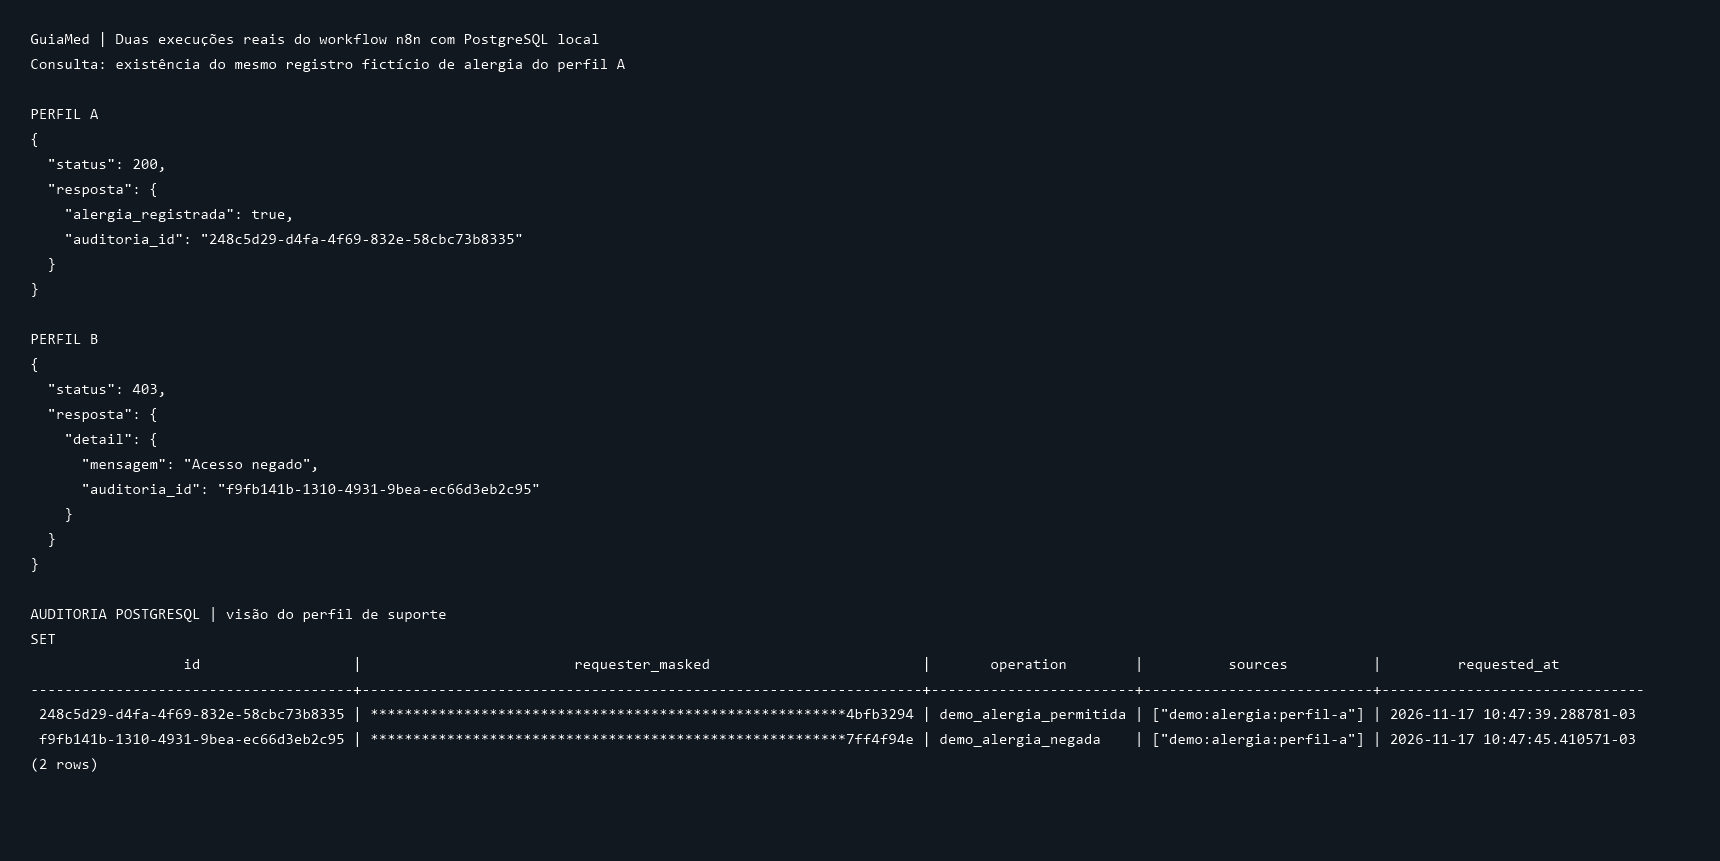 GuiaMed | Duas execuções reais do workflow n8n com PostgreSQL local
Consulta: existência do mesmo registro fictício de alergia do perfil A
PERFIL A
{
  "status": 200,
  "resposta": {
    "alergia_registrada": true,
    "auditoria_id": "248c5d29-d4fa-4f69-832e-58cbc73b8335"
  }
}
PERFIL B
{
  "status": 403,
  "resposta": {
    "detail": {
      "mensagem": "Acesso negado",
      "auditoria_id": "f9fb141b-1310-4931-9bea-ec66d3eb2c95"
    }
  }
}
AUDITORIA POSTGRESQL | visão do perfil de suporte
SET
                  id                  |                         requester_masked                         |       operation        |          sources          |         requested_at
--------------------------------------+------------------------------------------------------------------+------------------------+---------------------------+-------------------------------
 248c5d29-d4fa-4f69-832e-58cbc73b8335 | ********************************************************4bfb3294 | demo_alergia_permitida | ["demo:alergia:perfil-a"] | 2026-11-17 10:47:39.288781-03
 f9fb141b-1310-4931-9bea-ec66d3eb2c95 | ********************************************************7ff4f94e | demo_alergia_negada    | ["demo:alergia:perfil-a"] | 2026-11-17 10:47:45.410571-03
(2 rows)